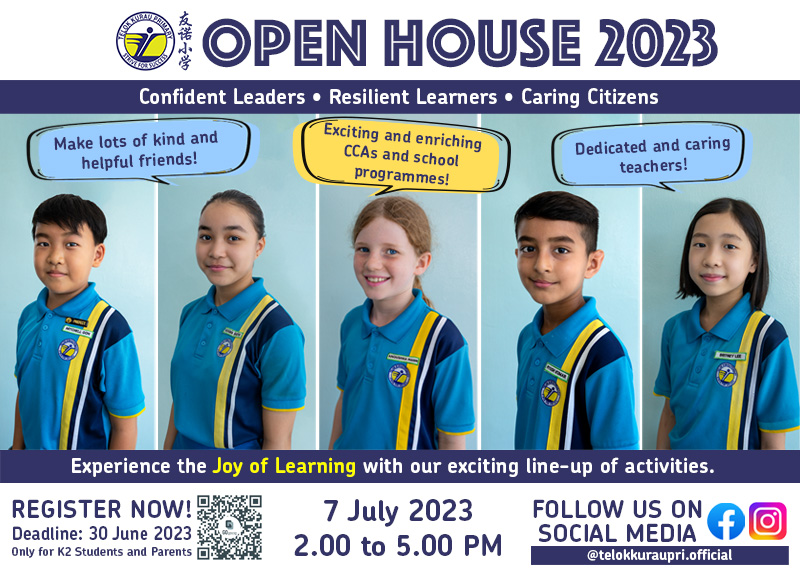 TELOK KURAU PRIMARY
STRIVE FOR SUCCESS
友诺小学
OPEN HOUSE 2023
Confident Leaders • Resilient Learners • Caring Citizens
Make lots of kind and
helpful friends!
Exciting and enriching
CCAs and school
programmes!
Dedicated and caring
teachers!
Experience the Joy of Learning with our exciting line-up of activities.
REGISTER NOW!
Deadline: 30 June 2023
Only for K2 Students and Parents
7 July 2023
2.00 to 5.00 PM
FOLLOW US ON
SOCIAL MEDIA
@telokkuraupri.official